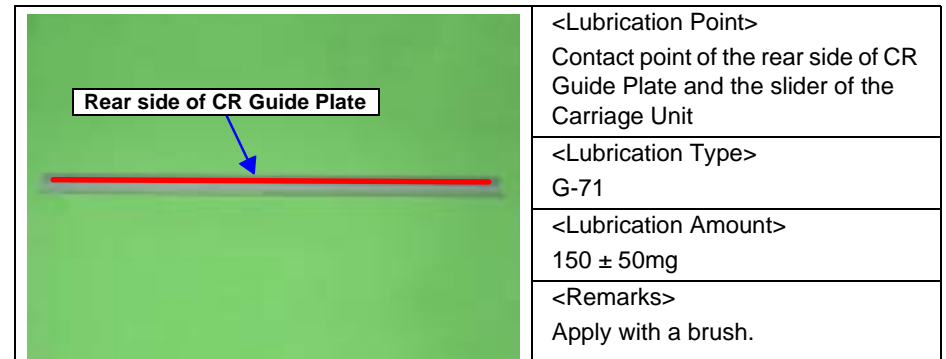 Rear side of CR Guide Plate
<Lubrication Point>
Contact point of the rear side of CR
Guide Plate and the slider of the
Carriage Unit
<Lubrication Type>
G-71
<Lubrication Amount>
150 ± 50mg
<Remarks>
Apply with a brush.